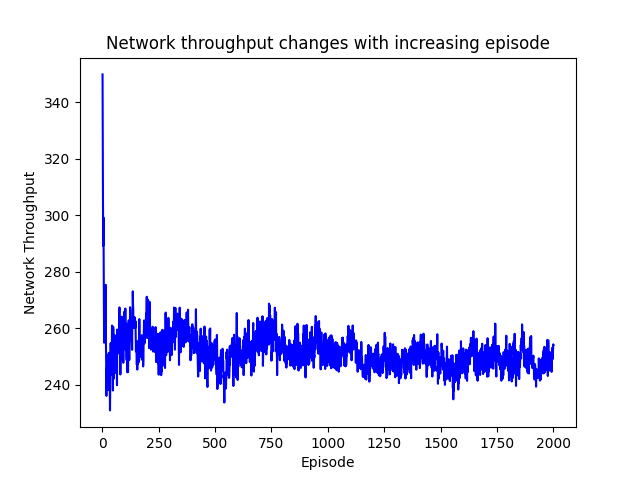 Network throughput changes with increasing episode
340
320
300
280
260
240
Network Throughput
0 250 500 750 1000 1250 1500 1750 2000
Episode